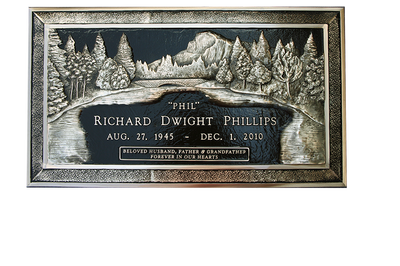 "PHIL"
RICHARD DWIGHT PHILLIPS
AUG. 27, 1945 - DEC. 1, 2010
BELOVED HUSBAND, FATHER & GRANDFATHER
FOREVER IN OUR HEARTS